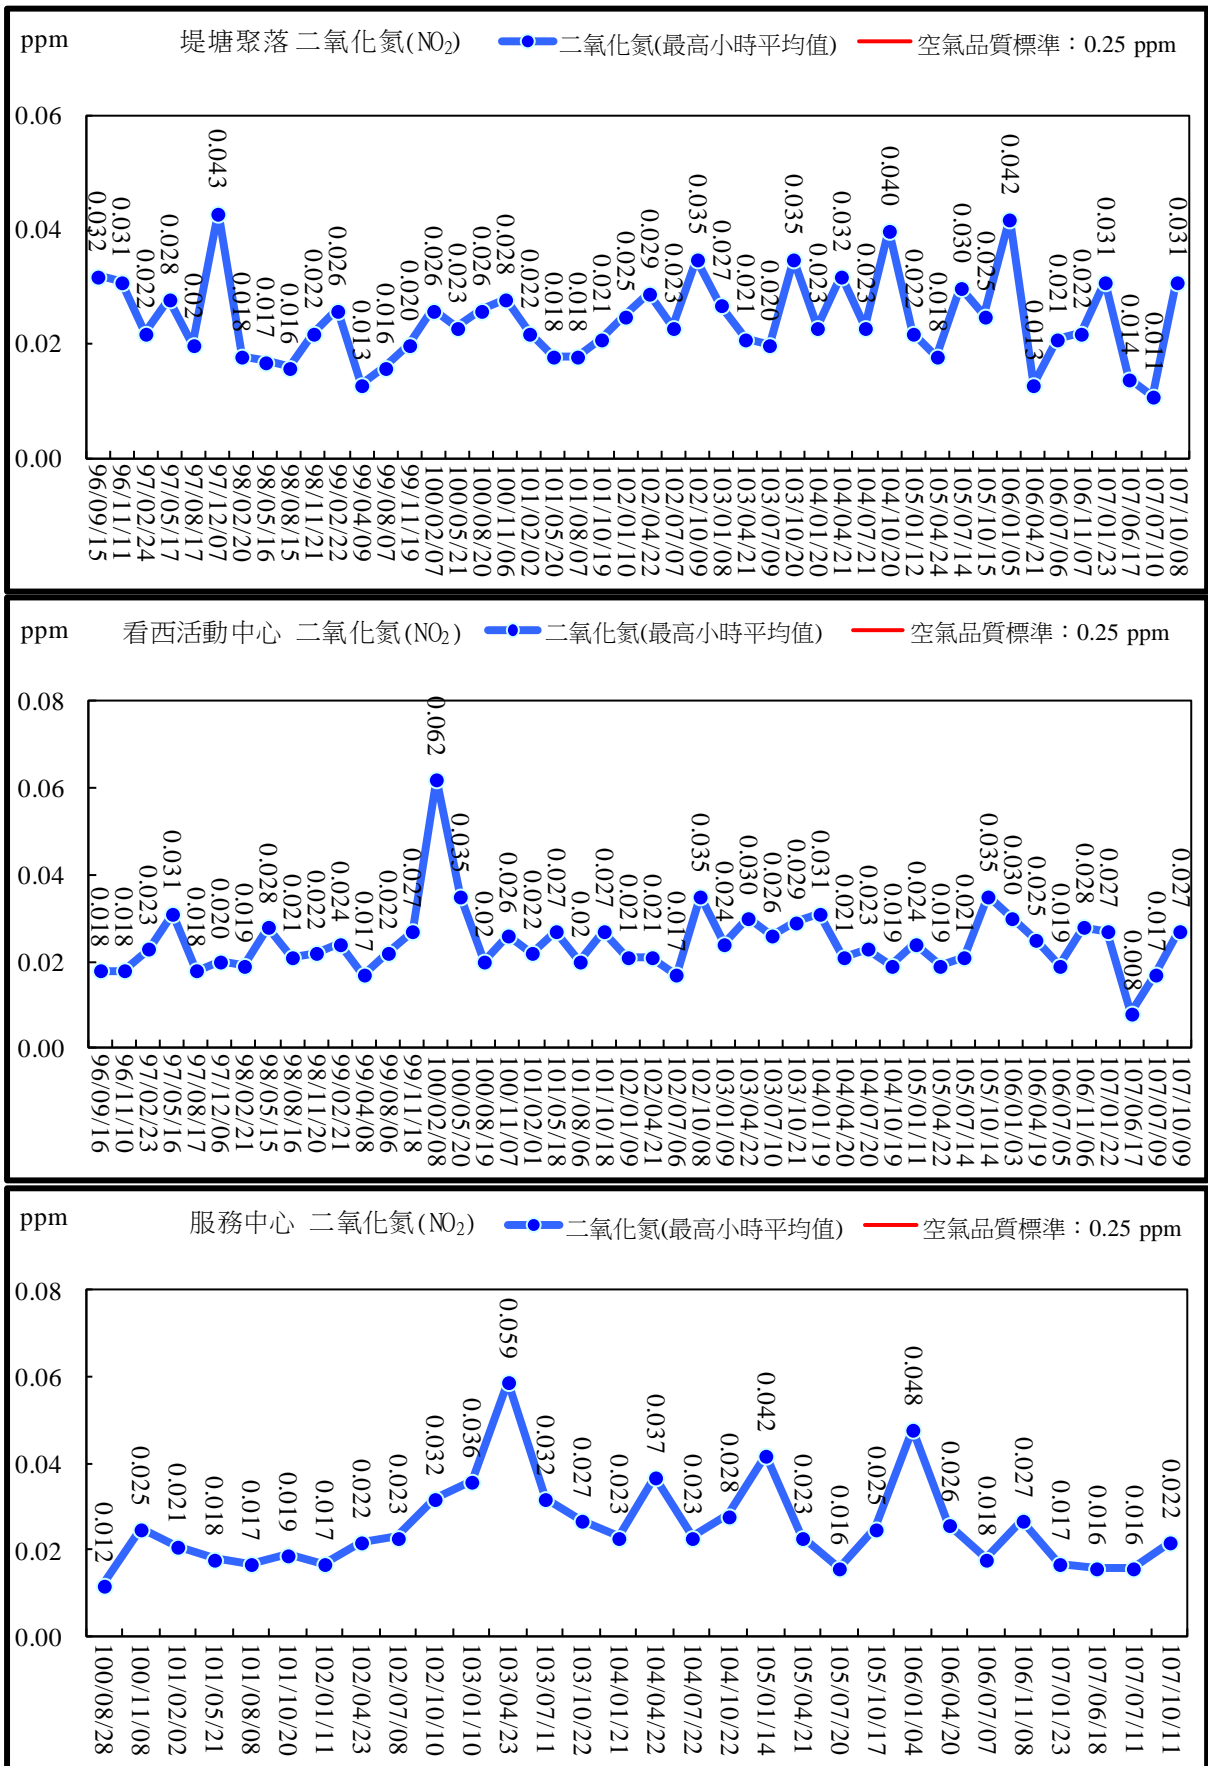 ppm 堤塘聚落 二氧化氮(NO₂) 二氧化氮(最高小時平均值) 空氣品質標準：0.25 ppm
0.06
0.04
0.02
0.00
0.032 0.031 0.022 0.028 0.02 0.043 0.018 0.017 0.016 0.022 0.026 0.013 0.016 0.020 0.026 0.023 0.026 0.028 0.022 0.018 0.018 0.021 0.025 0.029 0.023 0.035 0.027 0.021 0.020 0.035 0.023 0.032 0.023 0.040 0.022 0.018 0.030 0.025 0.042 0.013 0.021 0.022 0.031 0.014 0.011 0.031
96/09/15 96/11/11 97/02/24 97/05/17 97/08/17 97/12/07 98/02/20 98/05/16 98/08/15 98/11/21 99/02/22 99/04/09 99/08/07 99/11/19 100/02/07 100/05/21 100/08/20 100/11/06 101/02/02 101/05/20 101/08/07 101/10/19 102/01/10 102/04/22 102/07/07 102/10/09 103/01/08 103/04/21 103/07/09 103/10/20 104/01/20 104/04/21 104/07/21 104/10/20 105/01/12 105/04/24 105/07/14 105/10/15 106/01/05 106/04/21 106/07/06 106/11/07 107/01/23 107/06/17 107/07/10 107/10/08
ppm 看西活動中心 二氧化氮(NO₂) 二氧化氮(最高小時平均值) 空氣品質標準：0.25 ppm
0.08
0.06
0.04
0.02
0.00
0.018 0.018 0.023 0.031 0.018 0.020 0.019 0.028 0.021 0.022 0.024 0.017 0.022 0.027 0.062 0.035 0.02 0.026 0.022 0.027 0.02 0.027 0.021 0.021 0.017 0.035 0.024 0.030 0.026 0.029 0.031 0.021 0.023 0.019 0.024 0.019 0.021 0.035 0.030 0.025 0.019 0.028 0.027 0.008 0.017 0.027
96/09/16 96/11/10 97/02/23 97/05/16 97/08/17 97/12/06 98/02/21 98/05/15 98/08/16 98/11/20 99/02/21 99/04/08 99/08/06 99/11/18 100/02/08 100/05/20 100/08/19 100/11/07 101/02/01 101/05/18 101/08/06 101/10/18 102/01/09 102/04/21 102/07/06 102/10/08 103/01/09 103/04/22 103/07/10 103/10/21 104/01/19 104/04/20 104/07/20 104/10/19 105/01/11 105/04/22 105/07/14 105/10/14 106/01/03 106/04/19 106/07/05 106/11/06 107/01/22 107/06/17 107/07/09 107/10/09
ppm 服務中心 二氧化氮(NO₂) 二氧化氮(最高小時平均值) 空氣品質標準：0.25 ppm
0.08
0.06
0.04
0.02
0.00
0.012 0.025 0.021 0.018 0.017 0.019 0.017 0.022 0.023 0.032 0.036 0.059 0.032 0.027 0.023 0.037 0.023 0.028 0.042 0.023 0.016 0.025 0.048 0.026 0.018 0.027 0.017 0.016 0.016 0.022
100/08/28 100/11/08 101/02/02 101/05/21 101/08/08 101/10/20 102/01/11 102/04/23 102/07/08 102/10/10 103/01/10 103/04/23 103/07/11 103/10/22 104/01/21 104/04/22 104/07/22 104/10/22 105/01/14 105/04/21 105/07/20 105/10/17 106/01/04 106/04/20 106/07/07 106/11/08 107/01/23 107/06/18 107/07/11 107/10/11